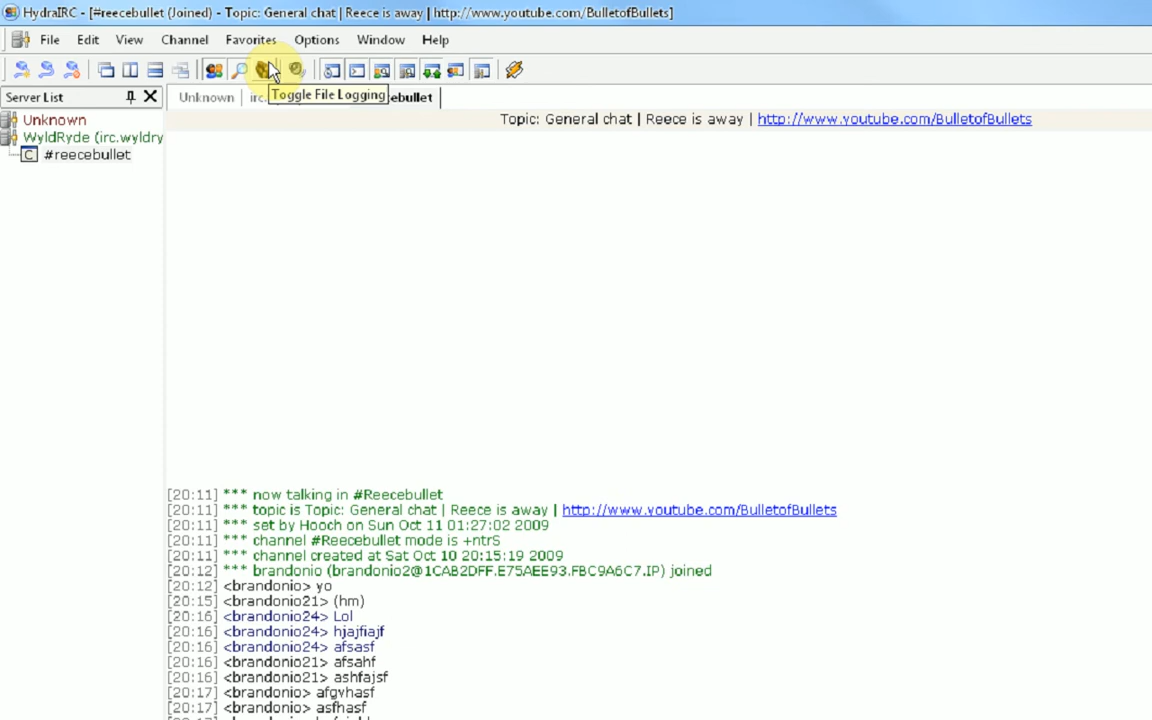 HydraIRC - [#reecebullet (Joined) - Topic: General chat | Reece is away | http://www.youtube.com/BulletofBullets]
File Edit View Channel Favorites Options Window Help
Toggle File Logging
Server List
Unknown irc. ebullet
Unknown
WyldRyde (irc.wyldry
#reecebullet
Topic: General chat | Reece is away | http://www.youtube.com/BulletofBullets
[20:11] *** now talking in #Reecebullet
[20:11] *** topic is Topic: General chat | Reece is away | http://www.youtube.com/BulletofBullets
[20:11] *** set by Hooch on Sun Oct 11 01:27:02 2009
[20:11] *** channel #Reecebullet mode is +ntrS
[20:11] *** channel created at Sat Oct 10 20:15:19 2009
[20:12] *** brandonio (brandonio2@1CAB2DFF.E75AEE93.FBC9A6C7.IP) joined
[20:12] <brandonio> yo
[20:15] <brandonio21> (hm)
[20:16] <brandonio24> Lol
[20:16] <brandonio24> hjajfiajf
[20:16] <brandonio24> afsasf
[20:16] <brandonio21> afsahf
[20:16] <brandonio21> ashfajsf
[20:17] <brandonio> afgvhasf
[20:17] <brandonio> asfhasf